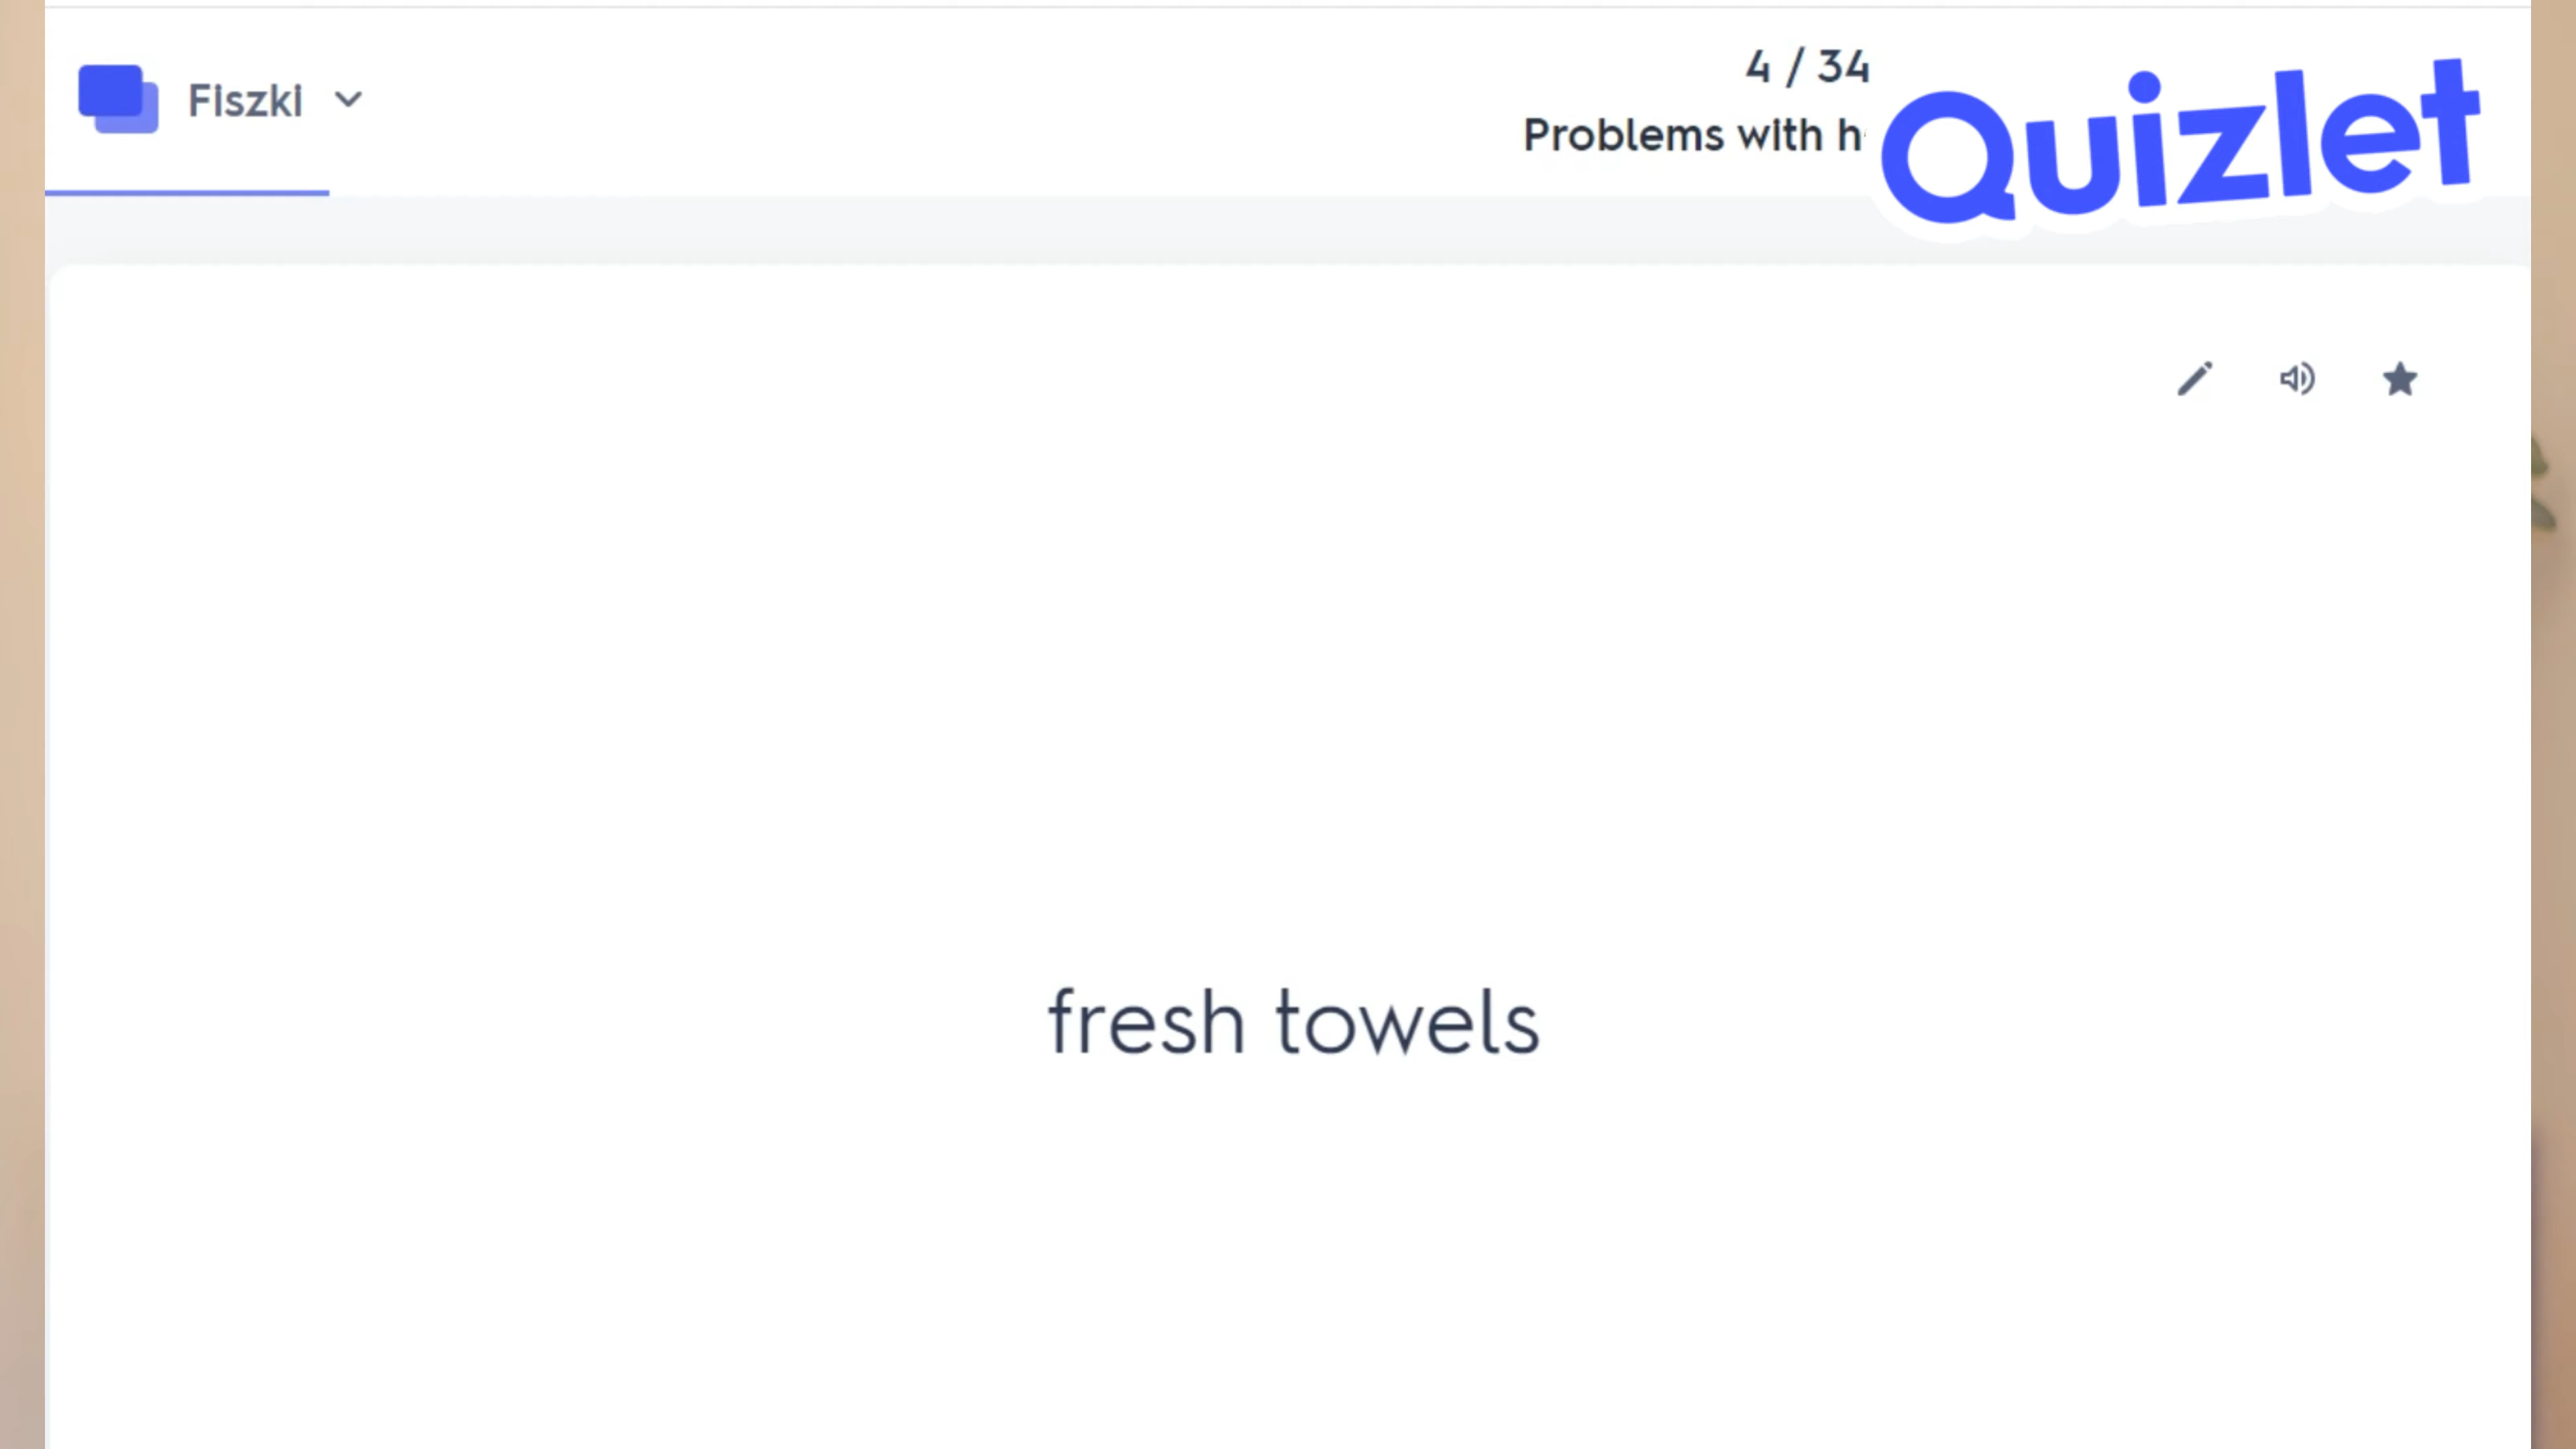 Fiszki
4 / 34
Problems with
Quizlet
fresh towels